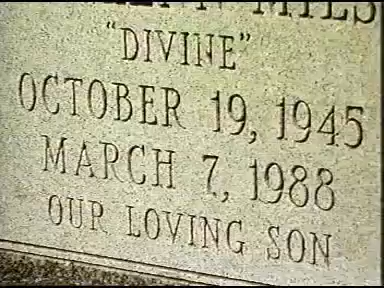 "DIVINE"
OCTOBER 19, 1945
MARCH 7, 1988
OUR LOVING SON